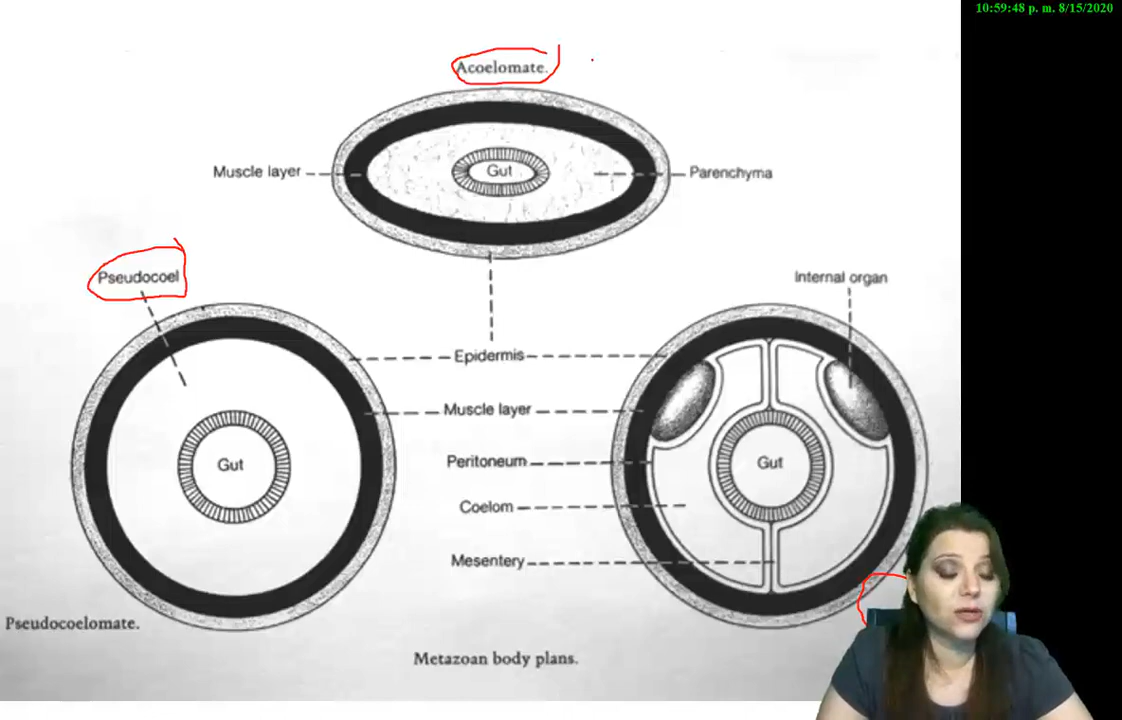 10:59:48 p. m. 8/15/2020
Acoelomate.
Muscle layer
Gut
Parenchyma
Pseudocoel
Internal organ
Epidermis
Muscle layer
Peritoneum
Gut
Gut
Coelom
Mesentery
Pseudocoelomate.
Metazoan body plans.